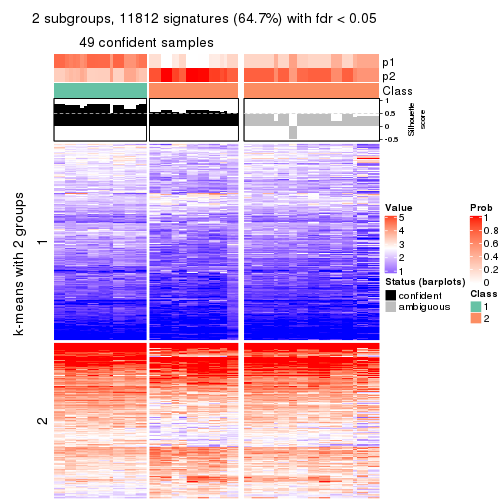 2 subgroups, 11812 signatures (64.7%) with fdr < 0.05
49 confident samples
p1
p2
Class
1
0.5
0
-0.5
Silhouette
score
k-means with 2 groups
1
2
Value
5
4
3
2
1
Status (barplots)
confident
ambiguous
Prob
1
0.8
0.6
0.4
0.2
0
Class
1
2